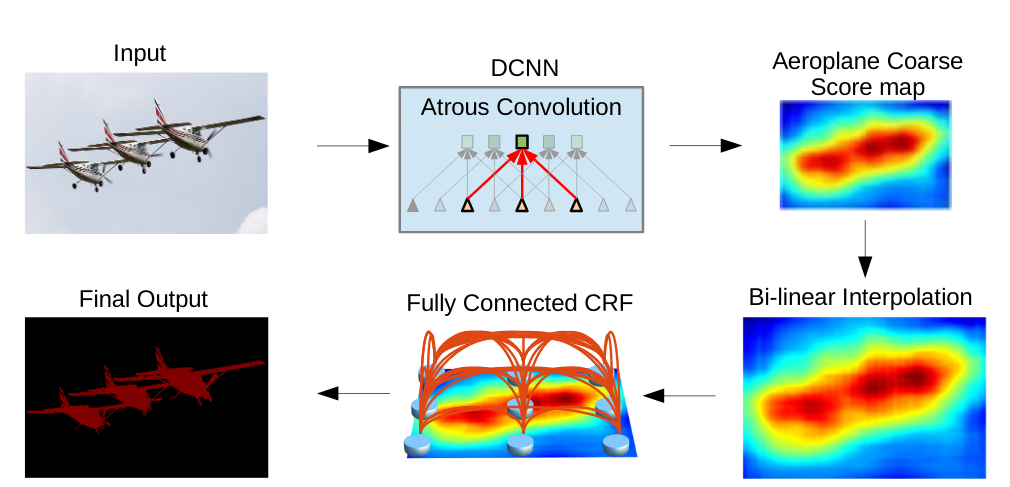 Input
DCNN
Atrous Convolution
Aeroplane Coarse
Score map
Bi-linear Interpolation
Fully Connected CRF
Final Output